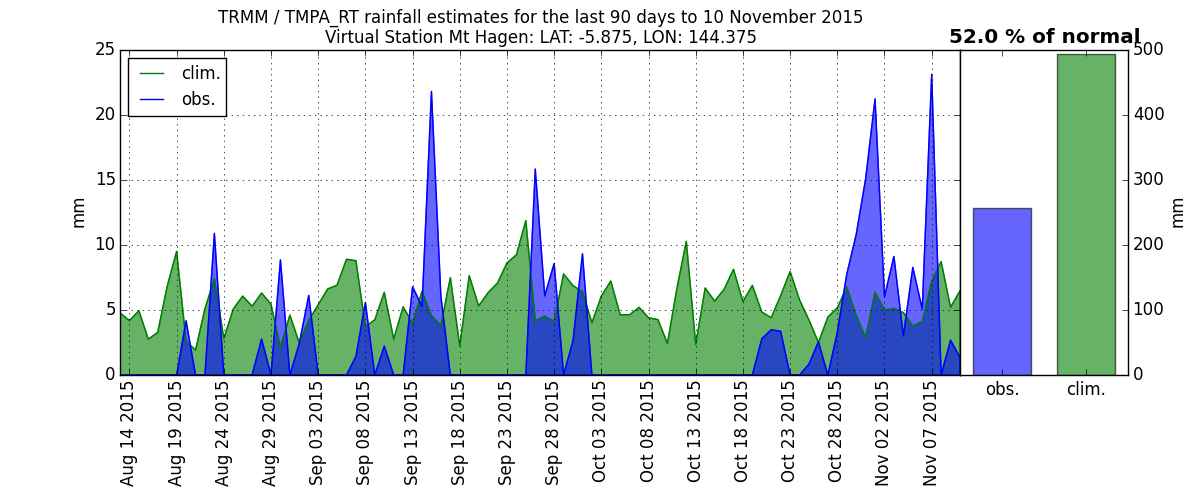 TRMM / TMPA_RT rainfall estimates for the last 90 days to 10 November 2015
Virtual Station Mt Hagen: LAT: -5.875, LON: 144.375
52.0 % of normal
clim.
obs.
25
20
15
10
5
0
mm
500
400
300
200
100
0
mm
Aug 14 2015
Aug 19 2015
Aug 24 2015
Aug 29 2015
Sep 03 2015
Sep 08 2015
Sep 13 2015
Sep 18 2015
Sep 23 2015
Sep 28 2015
Oct 03 2015
Oct 08 2015
Oct 13 2015
Oct 18 2015
Oct 23 2015
Oct 28 2015
Nov 02 2015
Nov 07 2015
obs.
clim.